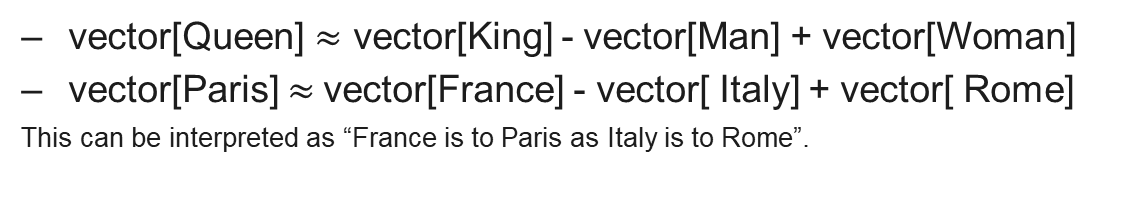 – vector[Queen] ≈ vector[King] - vector[Man] + vector[Woman]
– vector[Paris] ≈ vector[France] - vector[ Italy] + vector[ Rome]
This can be interpreted as “France is to Paris as Italy is to Rome”.